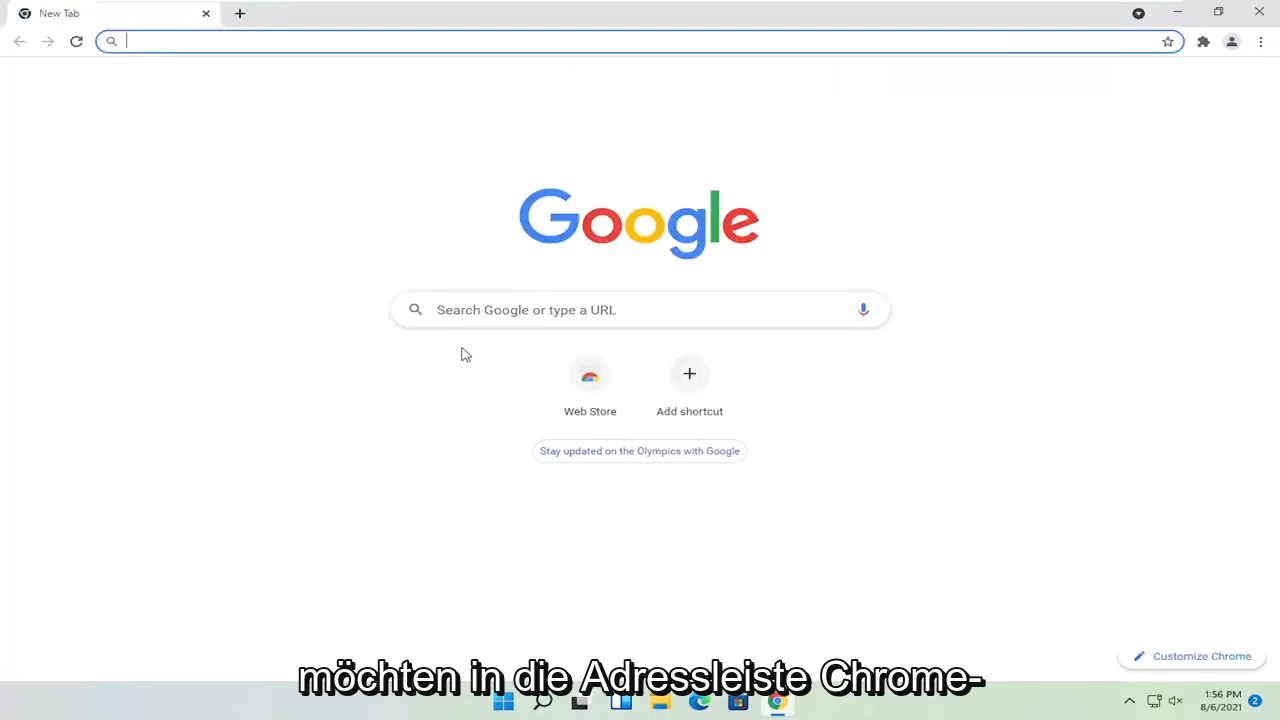 New Tab
Google
Search Google or type a URL
Web Store
Add shortcut
Stay updated on the Olympics with Google
Customize Chrome
möchten in die Adressleiste Chrome-
1:56 PM
8/6/2021
2